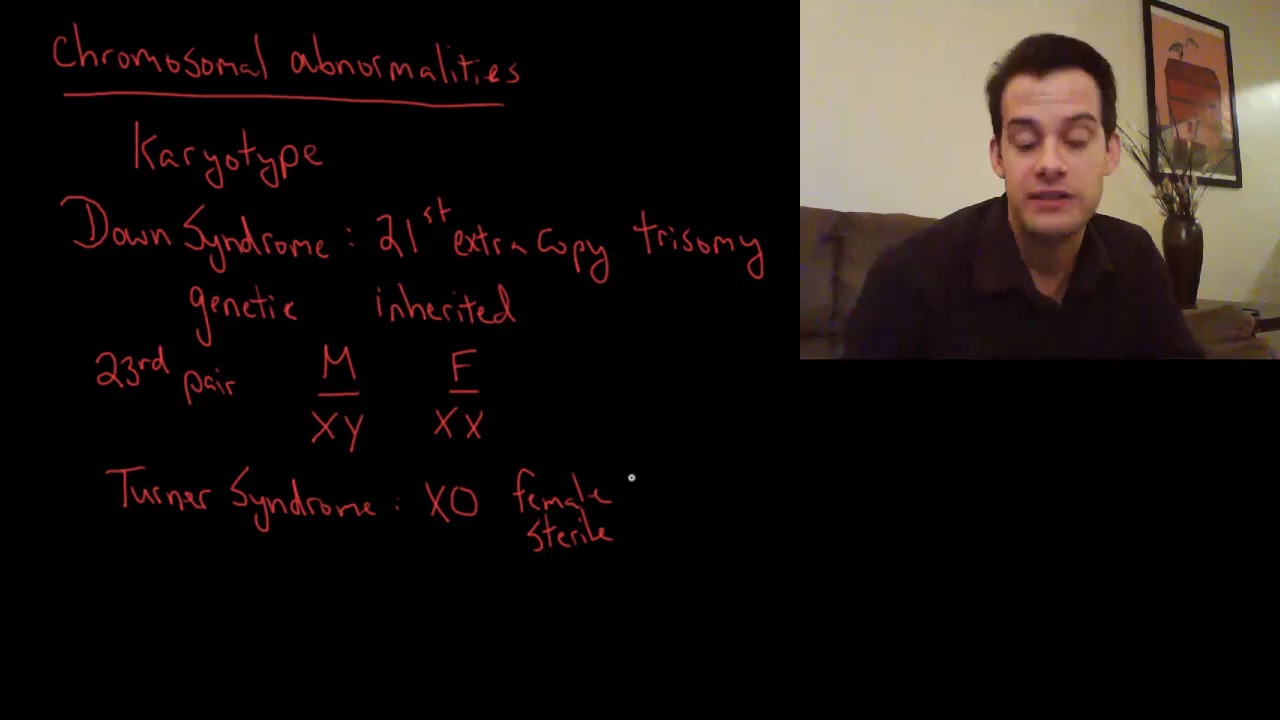 Chromosomal abnormalities
Karyotype
Down Syndrome : 21st extra copy trisomy
genetic inherited
23rd pair M F
XY XX
Turner Syndrome : XO female
sterile